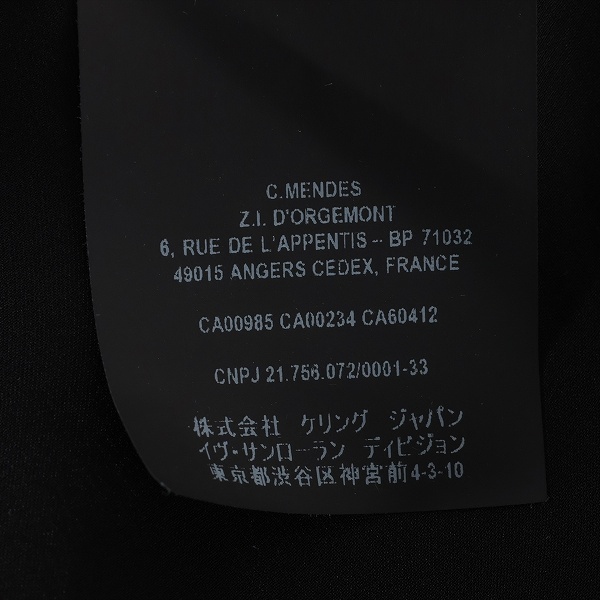 C.MENDES
Z.I. D'ORGEMONT
6, RUE DE L'APPENTIS - BP 71032
49015 ANGERS CEDEX, FRANCE
CA00985 CA00234 CA60412
CNPJ 21.756.072/0001-33
株式会社 ケリング ジャパン
イヴ・サンローラン ディビジョン
東京都渋谷区神宮前4-3-10